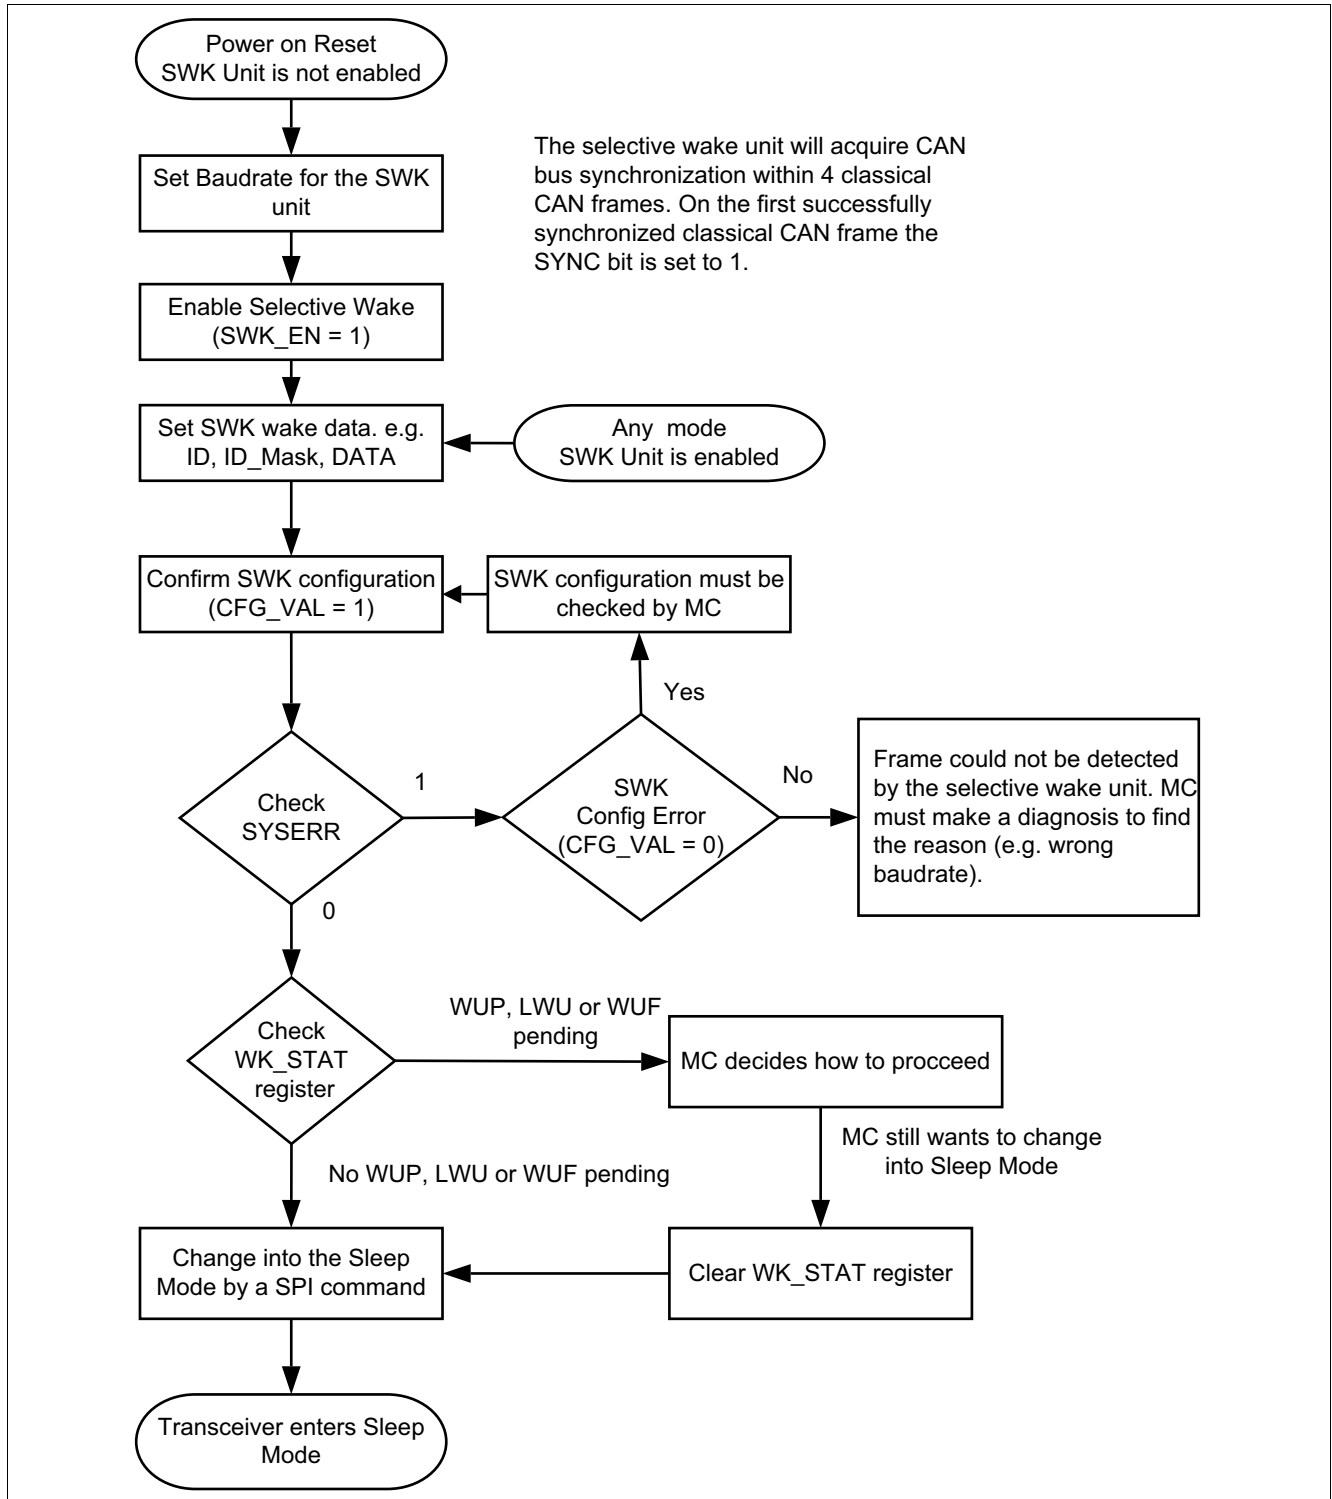 Power on Reset
SWK Unit is not enabled
The selective wake unit will acquire CAN
bus synchronization within 4 classical
CAN frames. On the first successfully
synchronized classical CAN frame the
SYNC bit is set to 1.
Set Baudrate for the SWK
unit
Enable Selective Wake
(SWK_EN = 1)
Set SWK wake data. e.g.
ID, ID_Mask, DATA
Any  mode
SWK Unit is enabled
Confirm SWK configuration
(CFG_VAL = 1)
SWK configuration must be
checked by MC
Yes
Check
SYSERR
1
SWK
Config Error
(CFG_VAL = 0)
No
Frame could not be detected
by the selective wake unit. MC
must make a diagnosis to find
the reason (e.g. wrong
baudrate).
0
Check
WK_STAT
register
WUP, LWU or WUF
pending
MC decides how to procceed
MC still wants to change
into Sleep Mode
No WUP, LWU or WUF pending
Change into the Sleep
Mode by a SPI command
Clear WK_STAT register
Transceiver enters Sleep
Mode